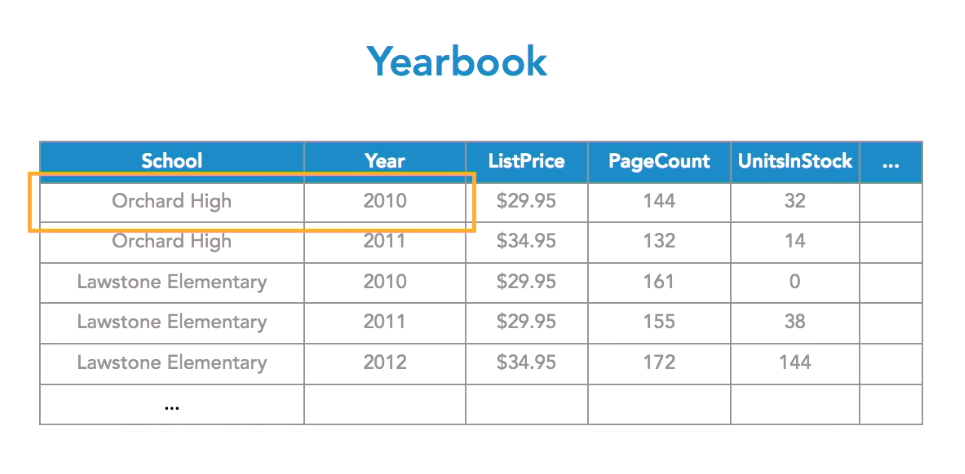 Yearbook
School Year ListPrice PageCount UnitsInStock ...
Orchard High 2010 $29.95 144 32
Orchard High 2011 $34.95 132 14
Lawstone Elementary 2010 $29.95 161 0
Lawstone Elementary 2011 $29.95 155 38
Lawstone Elementary 2012 $34.95 172 144
...